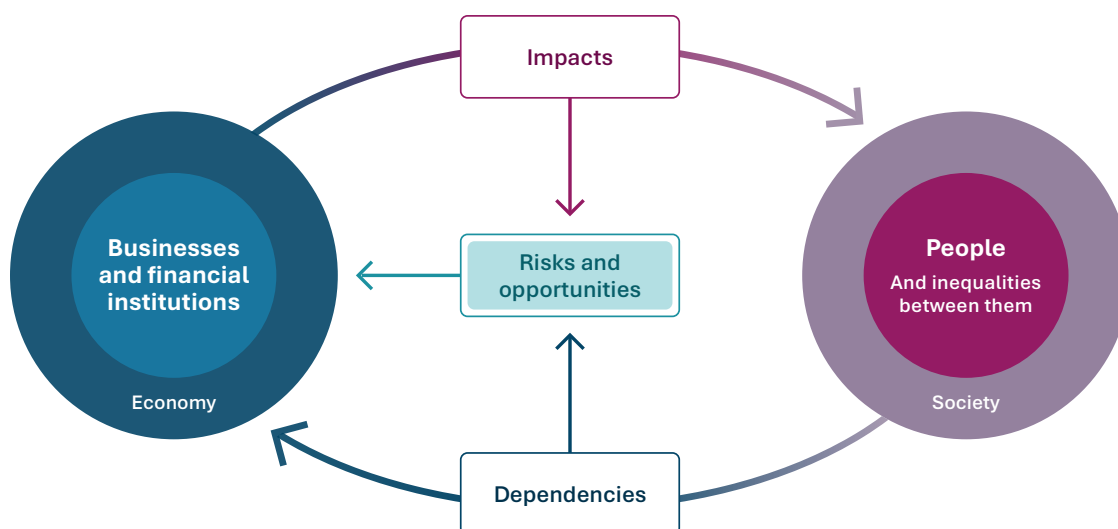 Impacts
Businesses
and financial
institutions
Economy
Risks and
opportunities
People
And inequalities
between them
Society
Dependencies